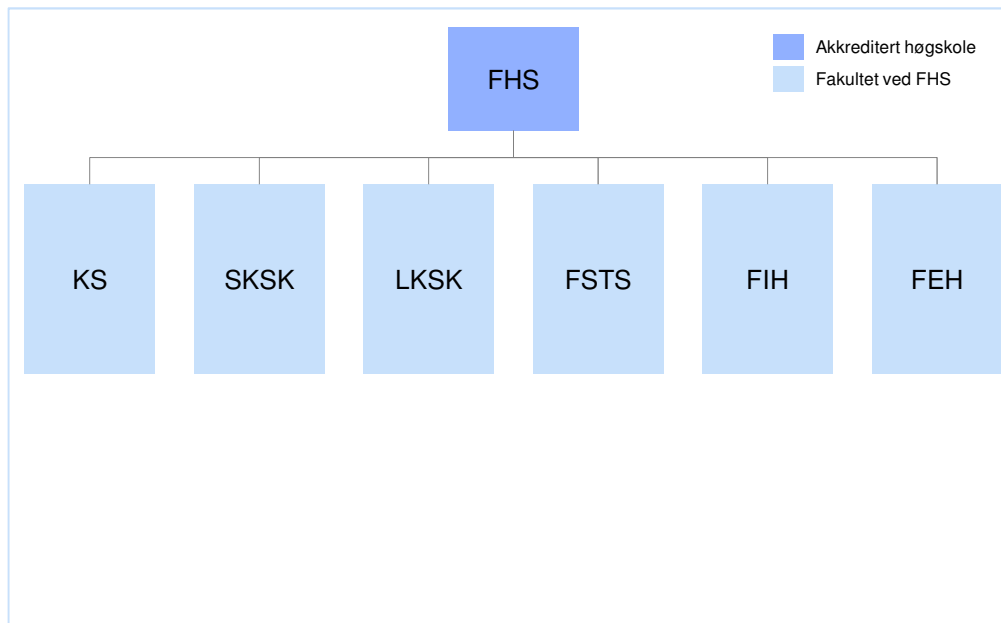 FHS
Akkreditert høgskole
Fakultet ved FHS
KS
SKSK
LKSK
FSTS
FIH
FEH